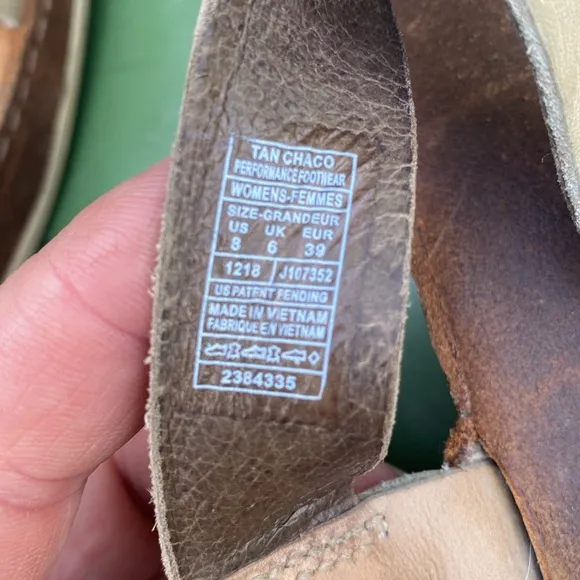 TAN CHACO
PERFORMANCE FOOTWEAR
WOMENS-FEMMES
SIZE-GRANDEUR
US UK EUR
8 6 39
1218 J107352
US PATENT PENDING
MADE IN VIETNAM
FABRIQUE EN VIETNAM
2384335